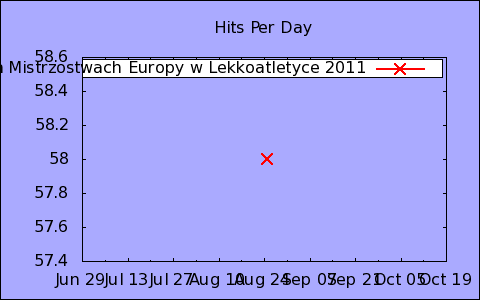 Hits Per Day
58.6
Mistrzostwach Europy w Lekkoatletyce 2011
58.4
58.2
58
57.8
57.6
57.4
Jun 29 Jul 13 Jul 27 Aug 10 Aug 24 Sep 07 Sep 21 Oct 05 Oct 19